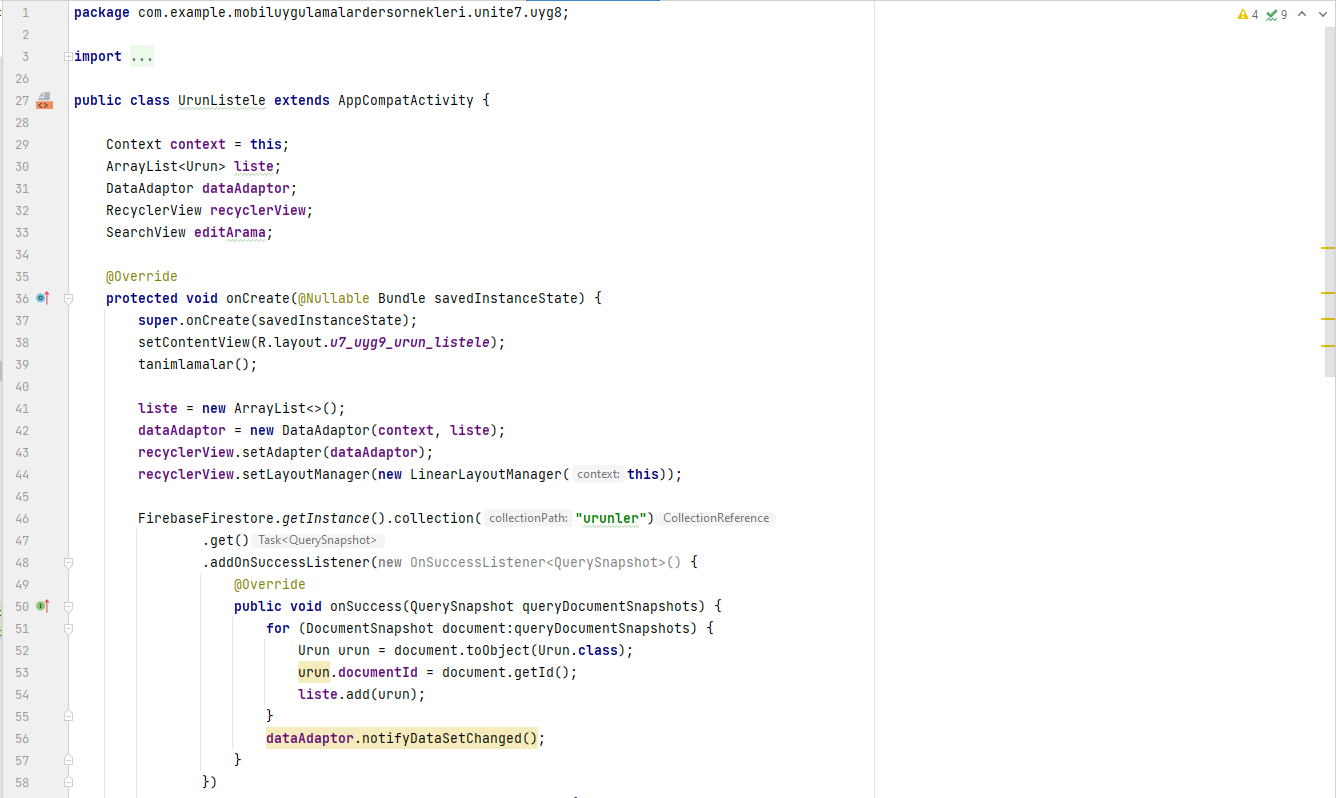 1 package com.example.mobiluygulamalardersornekleri.unite7.uyg8; 4 9
2
3 import ...
26
27 public class UrunListele extends AppCompatActivity {
28
29 Context context = this;
30 ArrayList<Urun> liste;
31 DataAdaptor dataAdaptor;
32 RecyclerView recyclerView;
33 SearchView editArama;
34
35 @Override
36 protected void onCreate(@Nullable Bundle savedInstanceState) {
37 super.onCreate(savedInstanceState);
38 setContentView(R.layout.u7_uyg9_urun_listele);
39 tanimlamalar();
40
41 liste = new ArrayList<>();
42 dataAdaptor = new DataAdaptor(context, liste);
43 recyclerView.setAdapter(dataAdaptor);
44 recyclerView.setLayoutManager(new LinearLayoutManager( context: this));
45
46 FirebaseFirestore.getInstance().collection( collectionPath: "urunler") CollectionReference
47 .get() Task<QuerySnapshot>
48 .addOnSuccessListener(new OnSuccessListener<QuerySnapshot>() {
49 @Override
50 public void onSuccess(QuerySnapshot queryDocumentSnapshots) {
51 for (DocumentSnapshot document:queryDocumentSnapshots) {
52 Urun urun = document.toObject(Urun.class);
53 urun.documentId = document.getId();
54 liste.add(urun);
55 }
56 dataAdaptor.notifyDataSetChanged();
57 }
58 })